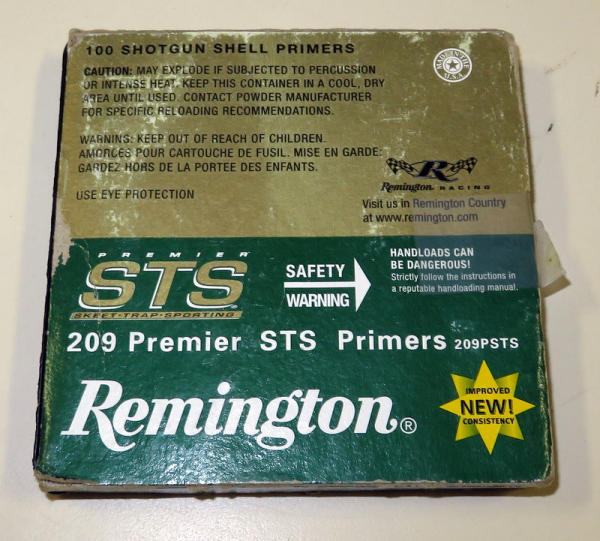 100 SHOTGUN SHELL PRIMERS
CAUTION: MAY EXPLODE IF SUBJECTED TO PERCUSSION
OR INTENSE HEAT. KEEP THIS CONTAINER IN A COOL, DRY
AREA UNTIL USED. CONTACT POWDER MANUFACTURER
FOR SPECIFIC RELOADING RECOMMENDATIONS.
WARNING: KEEP OUT OF REACH OF CHILDREN.
AMORCES POUR CARTOUCHE DE FUSIL. MISE EN GARDE:
GARDEZ HORS DE LA PORTEE DES ENFANTS.
USE EYE PROTECTION
MADE IN THE
U.S.A.
R
Remington RACING
Visit us in Remington Country
at www.remington.com
PREMIER
STS
SKEET·TRAP·SPORTING
SAFETY
WARNING
HANDLOADS CAN
BE DANGEROUS!
Strictly follow the instructions in
a reputable handloading manual.
209 Premier STS Primers 209PSTS
Remington®
IMPROVED
NEW!
CONSISTENCY